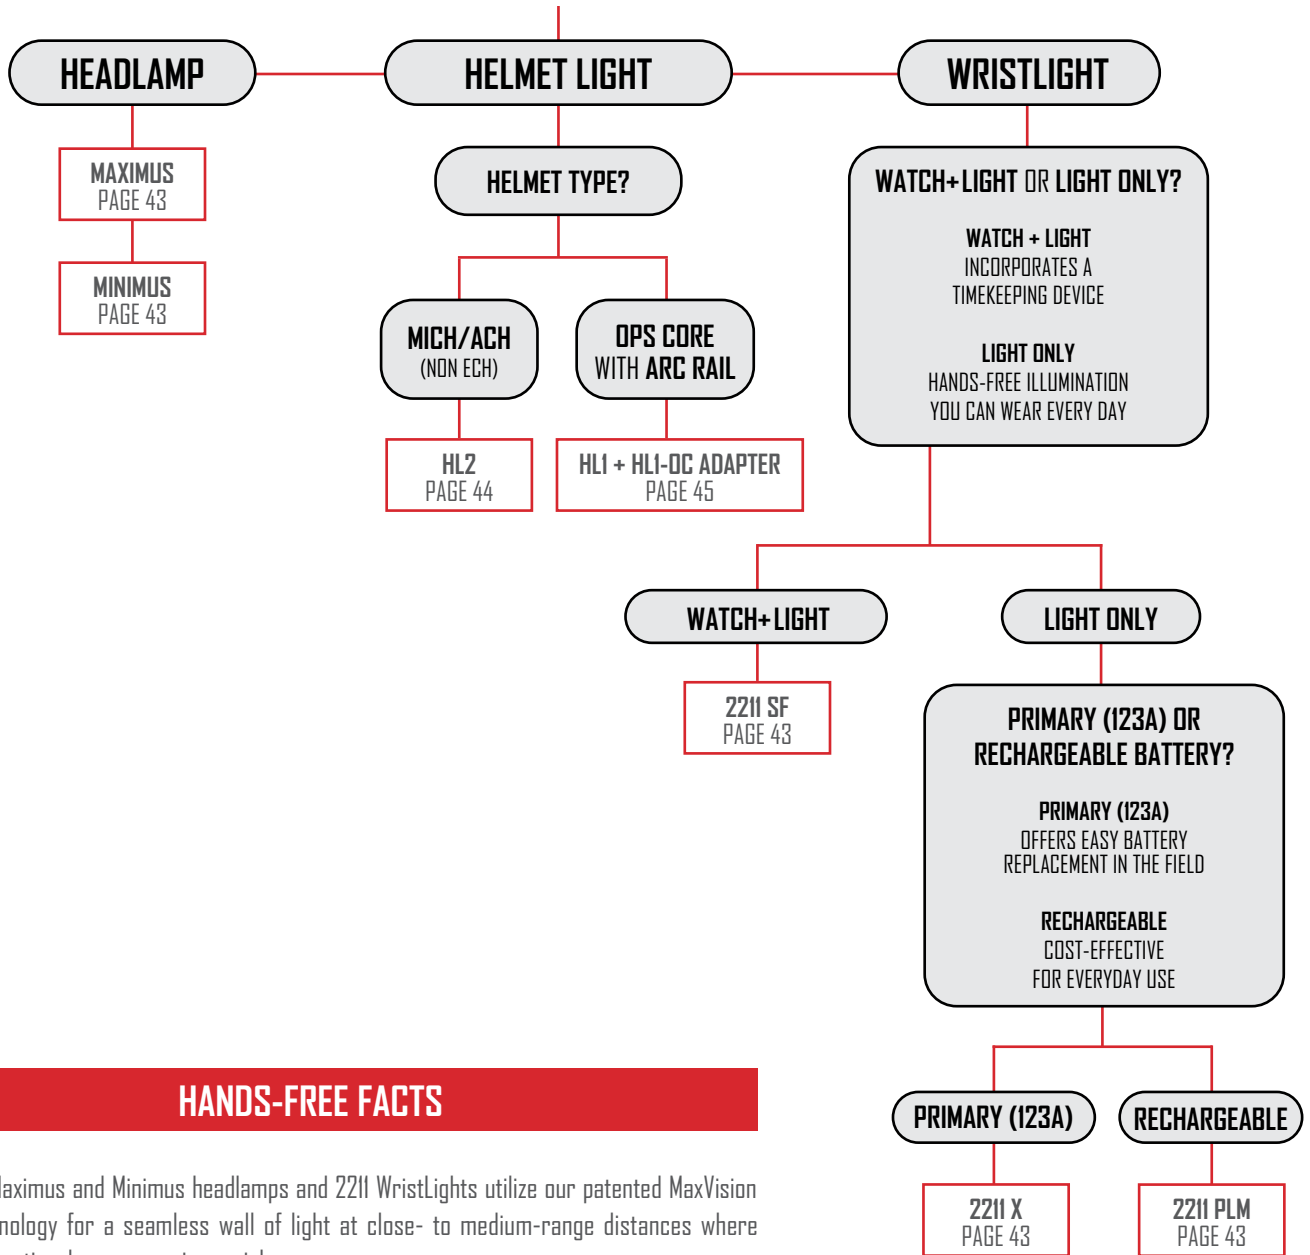 HEADLAMP
HELMET LIGHT
WRISTLIGHT
MAXIMUS
PAGE 43
MINIMUS
PAGE 43
HELMET TYPE?
MICH/ACH
(NON ECH)
OPS CORE
WITH ARC RAIL
HL2
PAGE 44
HL1 + HL1-OC ADAPTER
PAGE 45
WATCH+LIGHT OR LIGHT ONLY?
WATCH + LIGHT
INCORPORATES A
TIMEKEEPING DEVICE
LIGHT ONLY
HANDS-FREE ILLUMINATION
YOU CAN WEAR EVERY DAY
WATCH+LIGHT
LIGHT ONLY
2211 SF
PAGE 43
PRIMARY (123A) OR
RECHARGEABLE BATTERY?
PRIMARY (123A)
OFFERS EASY BATTERY
REPLACEMENT IN THE FIELD
RECHARGEABLE
COST-EFFECTIVE
FOR EVERYDAY USE
PRIMARY (123A)
RECHARGEABLE
2211 X
PAGE 43
2211 PLM
PAGE 43
HANDS-FREE FACTS
and Minimus headlamps and 2211 WristLights utilize our patented MaxVision
for a seamless wall of light at close- to medium-range distances where